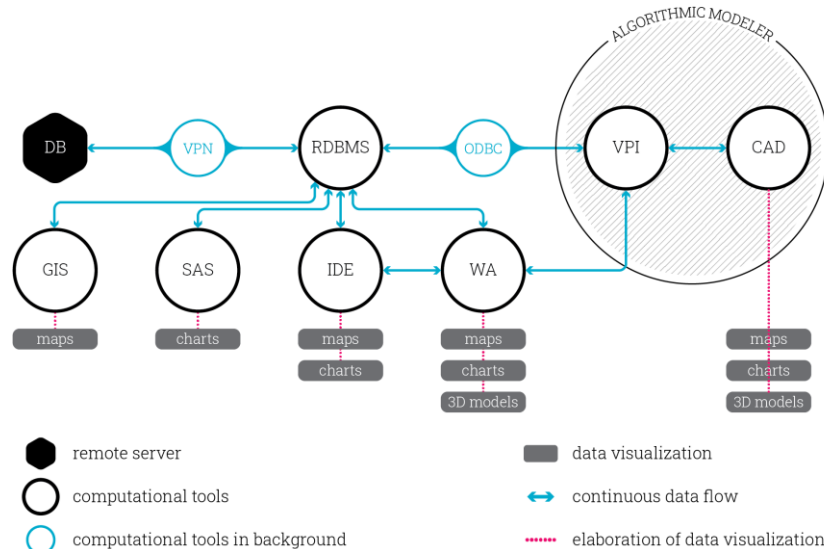 ALGORITHMIC MODELER
DB
VPN
RDBMS
ODBC
VPI
CAD
GIS
SAS
IDE
WA
maps
charts
maps
maps
maps
charts
charts
charts
3D models
3D models
remote server
data visualization
computational tools
continuous data flow
computational tools in background
elaboration of data visualization